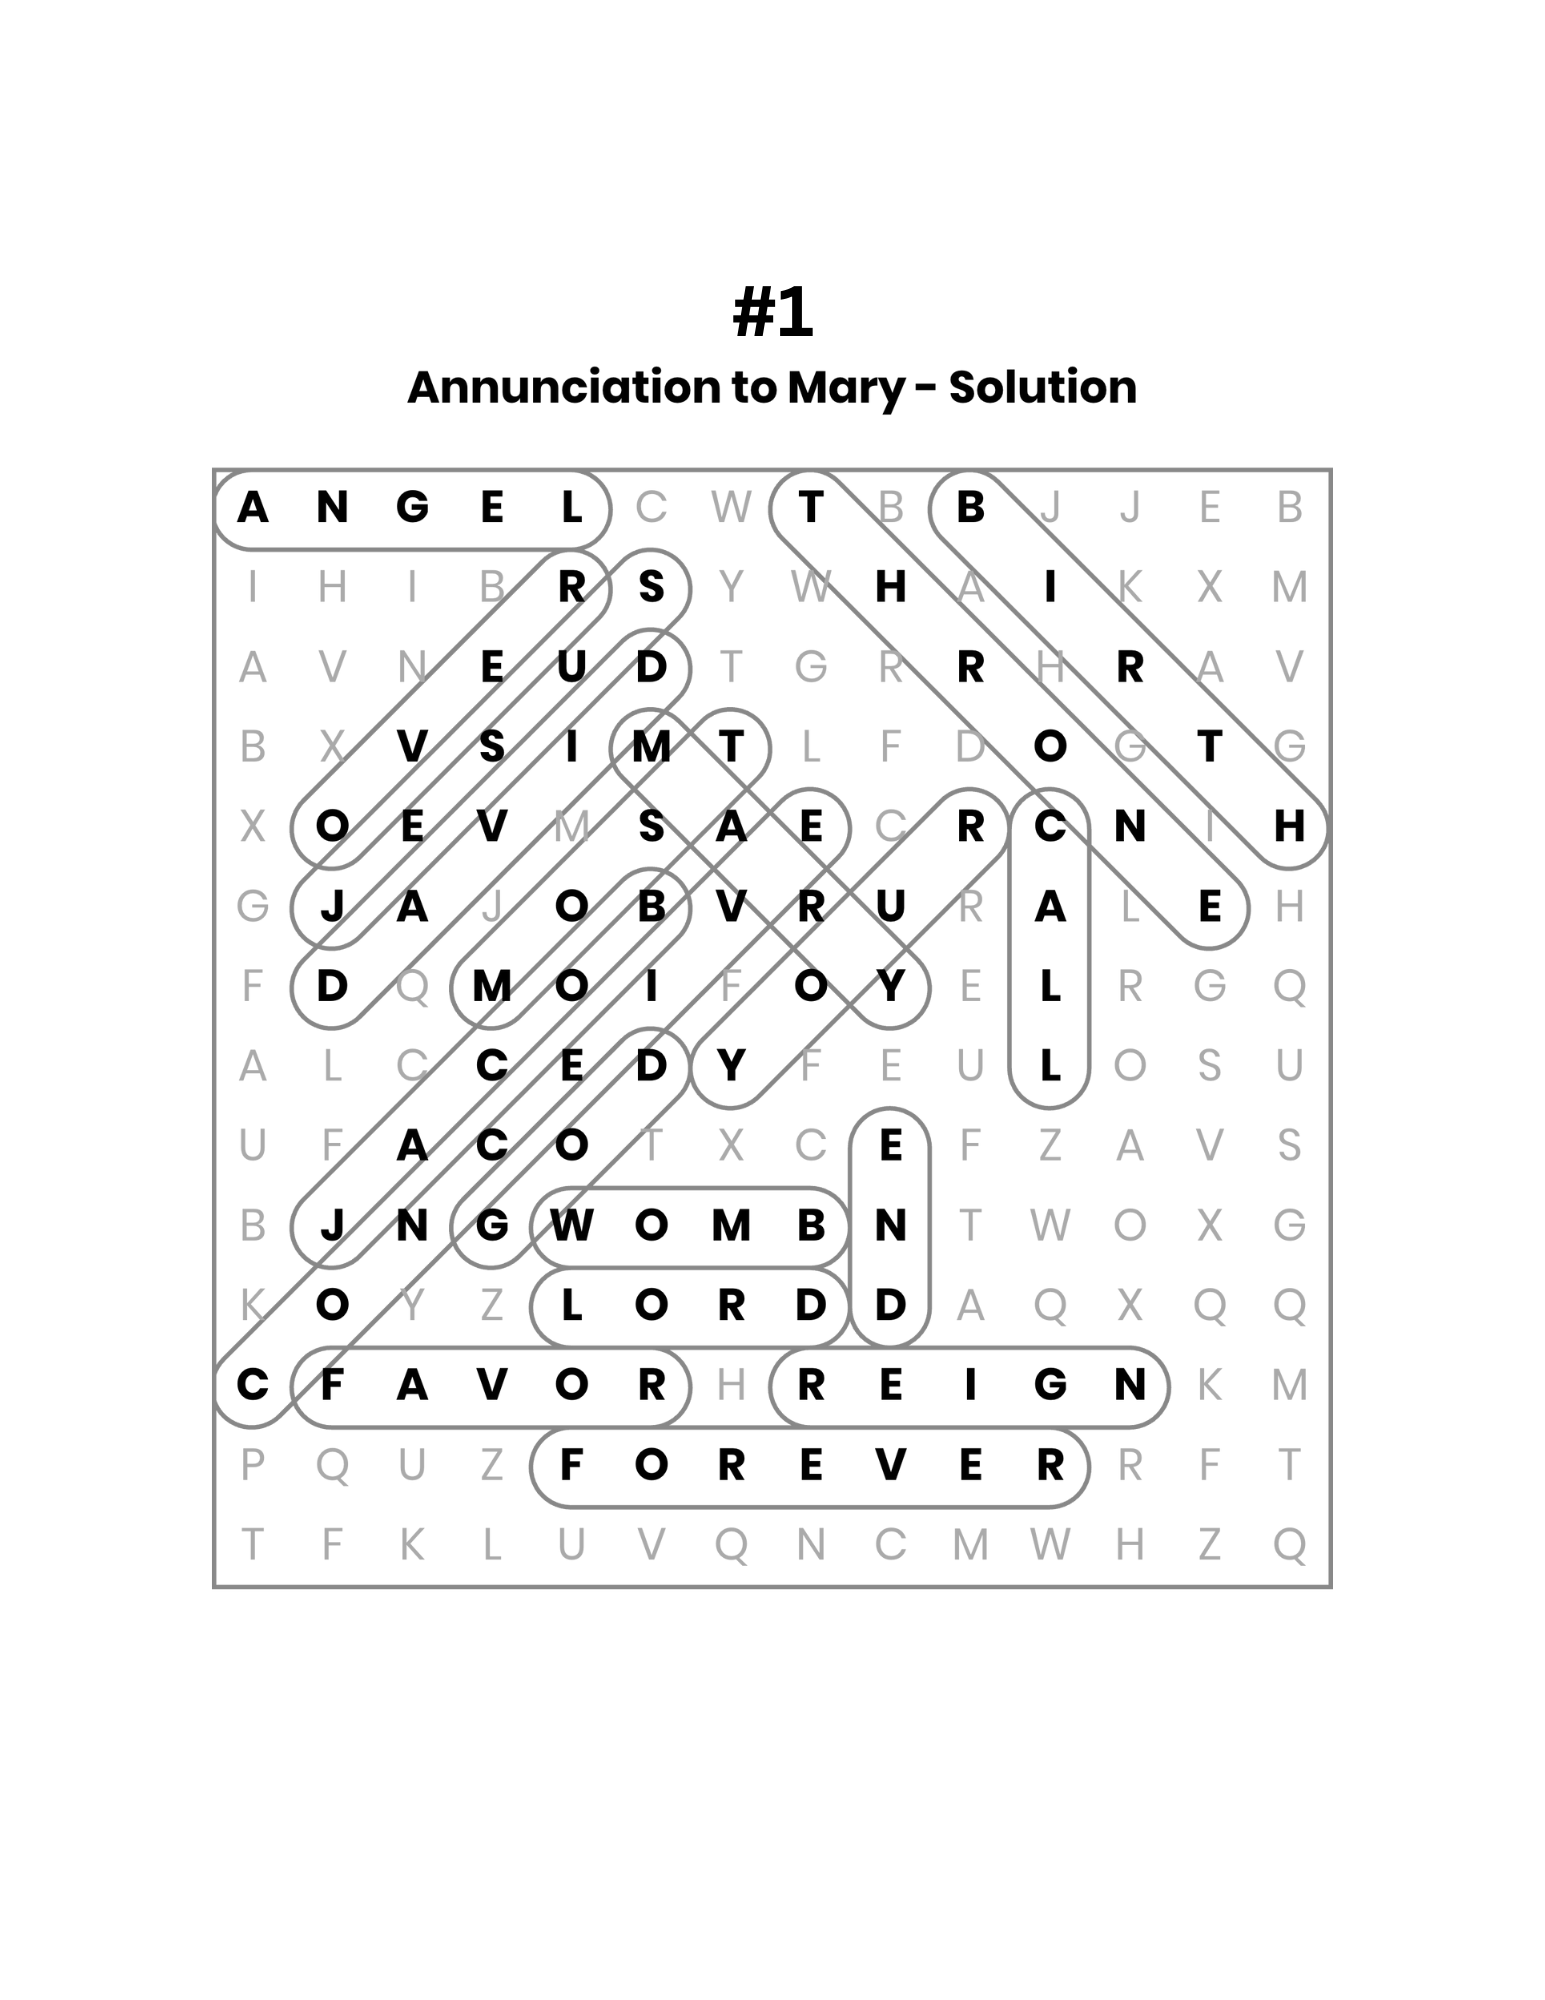 #1
Annunciation to Mary - Solution
A N G E L C W T B B J J E B
I H I B R S Y W H A I K X M
A V N E U D T G R R H R A V
B X V S I M T L F D O G T G
X O E V M S A E C R C N I H
G J A J O B V R U R A L E H
F D Q M O I F O Y E L R G Q
A L C C E D Y F E U L O S U
U F A C O T X C E F Z A V S
B J N G W O M B N T W O X G
K O Y Z L O R D D A Q X Q Q
C F A V O R H R E I G N K M
P Q U Z F O R E V E R R F T
T F K L U V Q N C M W H Z Q